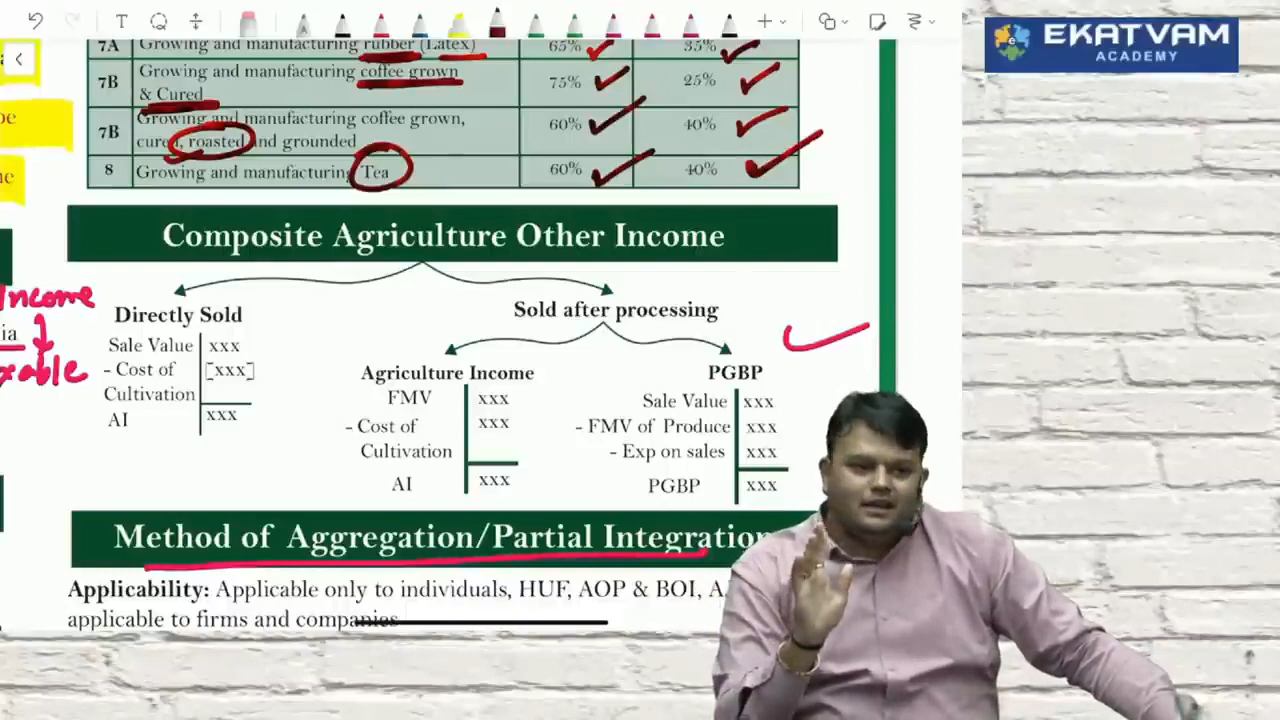 T
EKATVAM
ACADEMY
7A Growing and manufacturing rubber (Latex) 65% 35%
7B Growing and manufacturing coffee grown & Cured 75% 25%
7B Growing and manufacturing coffee grown, cured, roasted and grounded 60% 40%
8 Growing and manufacturing Tea 60% 40%
Composite Agriculture Other Income
Income
Directly Sold
Sale Value xxx
- Cost of [xxx]
Cultivation
AI xxx
Sold after processing
Agriculture Income
FMV xxx
- Cost of xxx
Cultivation
AI xxx
PGBP
Sale Value xxx
- FMV of Produce xxx
- Exp on sales xxx
PGBP xxx
Method of Aggregation/Partial Integration
Applicability: Applicable only to individuals, HUF, AOP & BOI,
applicable to firms and companies